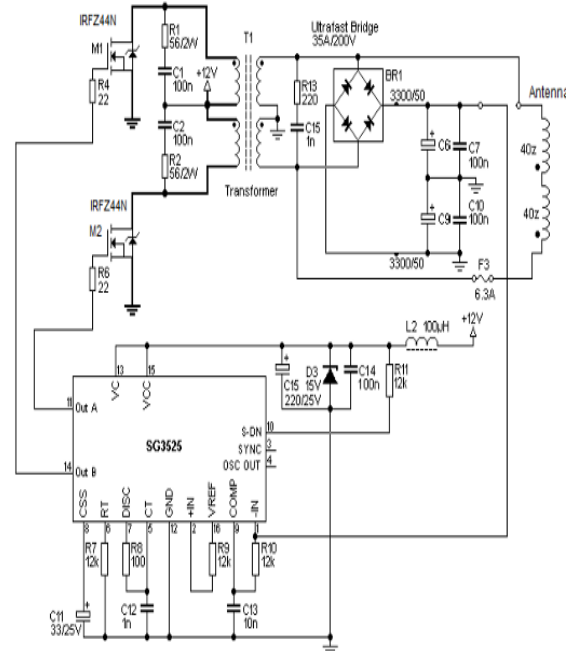 IRFZ44N
M1
R4
22
R1
56/2W
C1
100n
+12V
C2
100n
R2
56/2W
T1
Transformer
Ultrafast Bridge
35A/200V
BR1
R13
220
C15
1n
3300/50
C6
C7
100n
C9
C10
100n
3300/50
Antenna
40z
40z
F3
6.3A
IRFZ44N
M2
R6
22
L2 100µH
+12V
C15
220/25V
D3
15V
C14
100n
R11
12k
13
VC
15
VCC
11
Out A
14
Out B
SG3525
S-DN
10
SYNC
3
OSC OUT
4
CSS
RT
DISC
CT
GND
+IN
VREF
COMP
-IN
8
6
7
5
12
2
16
9
1
R7
12k
R8
100
R9
12k
R10
12k
C11
33/25V
C12
1n
C13
10n